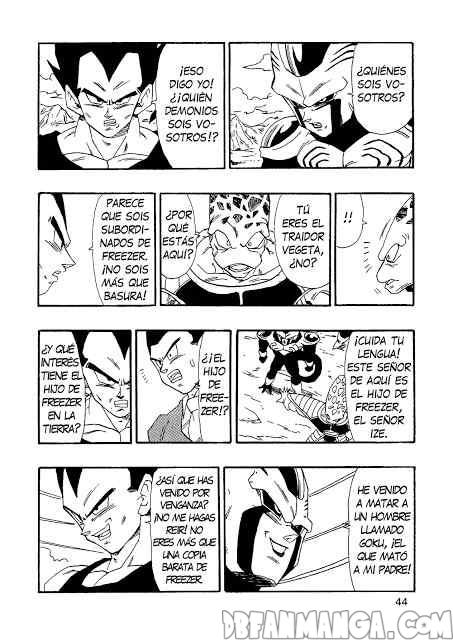 ¿QUIÉNES
SOIS VO-
SOTROS?
¡ESO
DIGO YO!
¿¡QUIÉN
DEMONIOS
SOIS VO-
SOTROS!?
!!
TÚ
ERES EL
TRAIDOR
VEGETA,
¿NO?
¿POR
QUÉ
ESTÁS
AQUÍ?
PARECE
QUE SOIS
SUBORDI-
NADOS DE
FREEZER.
¡NO SOIS
MÁS QUE
BASURA!
¡CUIDA TU
LENGUA!
ESTE SEÑOR
DE AQUÍ ES
EL HIJO DE
FREEZER,
EL SEÑOR
IZE.
¿¡EL
HIJO
DE
FREE-
ZER!?
¿Y QUÉ
INTERÉS
TIENE EL
HIJO DE
FREEZER
EN LA
TIERRA?
HE VENIDO
A MATAR A
UN HOMBRE
LLAMADO
GOKU, ¡EL
QUE MATÓ
A MI PADRE!
¿ASÍ QUE HAS
VENIDO POR
VENGANZA?
¡NO ME HAGAS
REIR! NO
ERES MÁS QUE
UNA COPIA
BARATA DE
FREEZER.
44
DBFANMANGA.COM